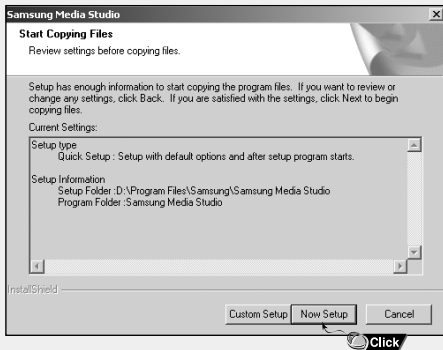 Samsung Media Studio
Start Copying Files
Review settings before copying files.
Setup has enough information to start copying the program files. If you want to review or
change any settings, click Back. If you are satisfied with the settings, click Next to begin
copying files.
Current Settings:
Setup type
Quick Setup : Setup with default options and after setup program starts.
Setup Information
Setup Folder :D:\Program Files\Samsung\Samsung Media Studio
Program Folder :Samsung Media Studio
InstallShield
Custom Setup
Now Setup
Cancel
Click